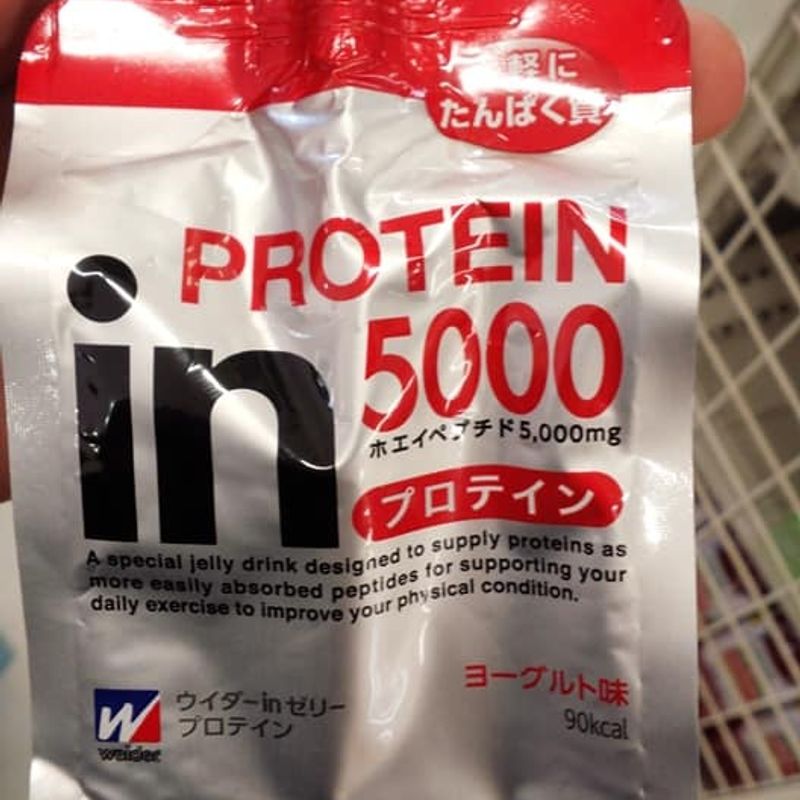 軽に
たんぱく質
PROTEIN
in
5000
ホエイペプチド5,000mg
プロテイン
A special jelly drink designed to supply proteins as
more easily absorbed peptides for supporting your
daily exercise to improve your physical condition.
ヨーグルト味
90kcal
W
weider
ウイダーinゼリー
プロテイン